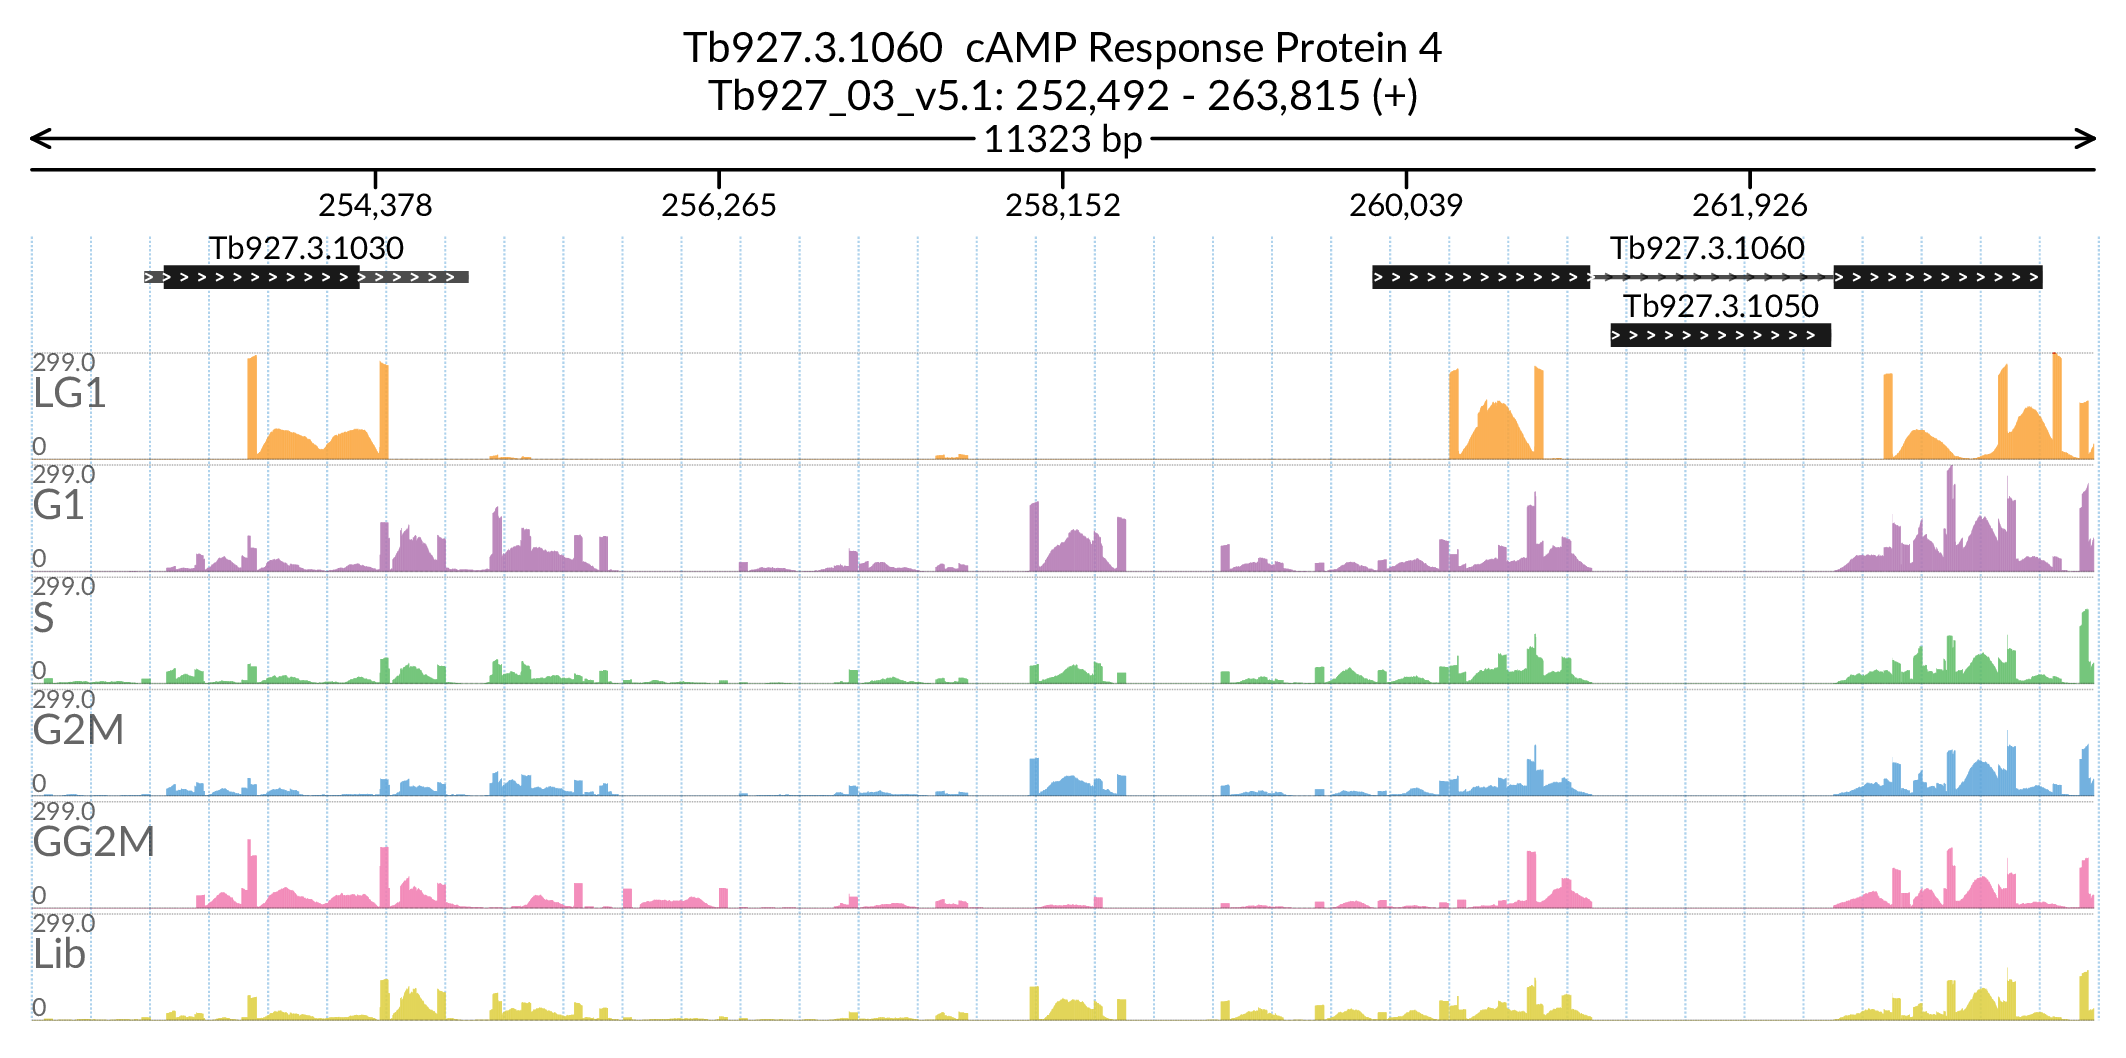 Tb927.3.1060  cAMP Response Protein 4
Tb927_03_v5.1: 252,492 - 263,815 (+)
11323 bp
254,378 256,265 258,152 260,039 261,926
Tb927.3.1030 Tb927.3.1060
Tb927.3.1050
299.0
LG1
0
299.0
G1
0
299.0
S
0
299.0
G2M
0
299.0
GG2M
0
299.0
Lib
0